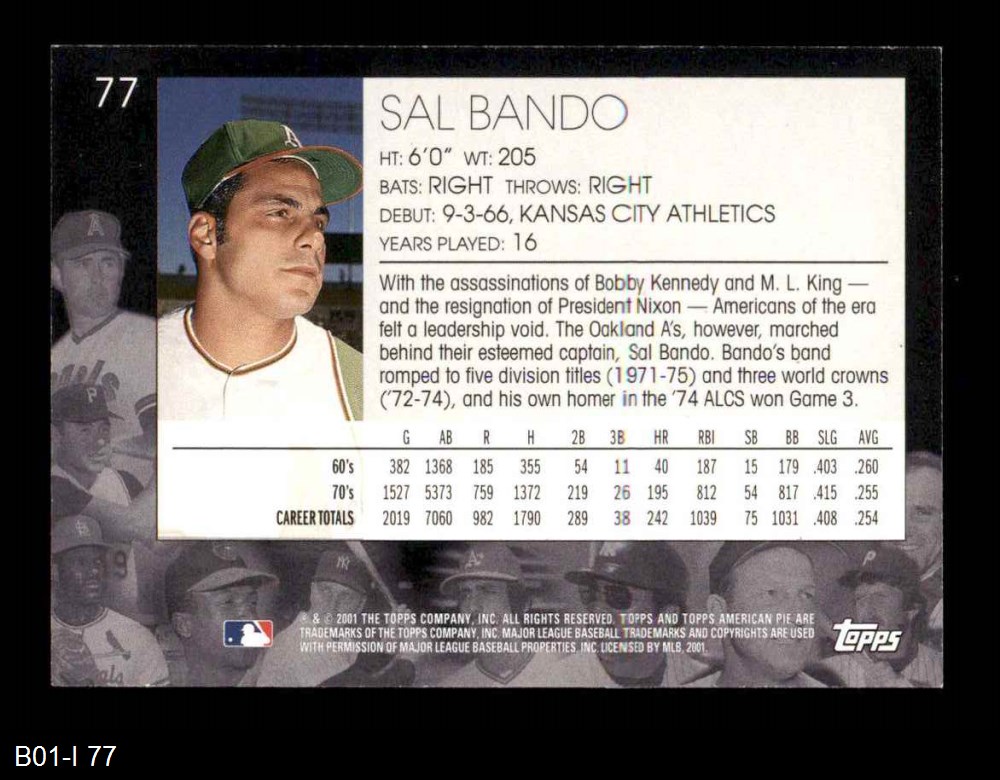 77
SAL BANDO
HT: 6'0" WT: 205
BATS: RIGHT THROWS: RIGHT
DEBUT: 9-3-66, KANSAS CITY ATHLETICS
YEARS PLAYED: 16
With the assassinations of Bobby Kennedy and M. L. King —
and the resignation of President Nixon — Americans of the era
felt a leadership void. The Oakland A's, however, marched
behind their esteemed captain, Sal Bando. Bando's band
romped to five division titles (1971-75) and three world crowns
('72-74), and his own homer in the '74 ALCS won Game 3.
G AB R H 2B 3B HR RBI SB BB SLG AVG
60's 382 1368 185 355 54 11 40 187 15 179 .403 .260
70's 1527 5373 759 1372 219 26 195 812 54 817 .415 .255
CAREER TOTALS 2019 7060 982 1790 289 38 242 1039 75 1031 .408 .254
® & © 2001 THE TOPPS COMPANY, INC. ALL RIGHTS RESERVED. TOPPS AND TOPPS AMERICAN PIE ARE
TRADEMARKS OF THE TOPPS COMPANY, INC. MAJOR LEAGUE BASEBALL TRADEMARKS AND COPYRIGHTS ARE USED
WITH PERMISSION OF MAJOR LEAGUE BASEBALL PROPERTIES, INC. LICENSED BY MLB, 2001.
Topps
B01-I 77